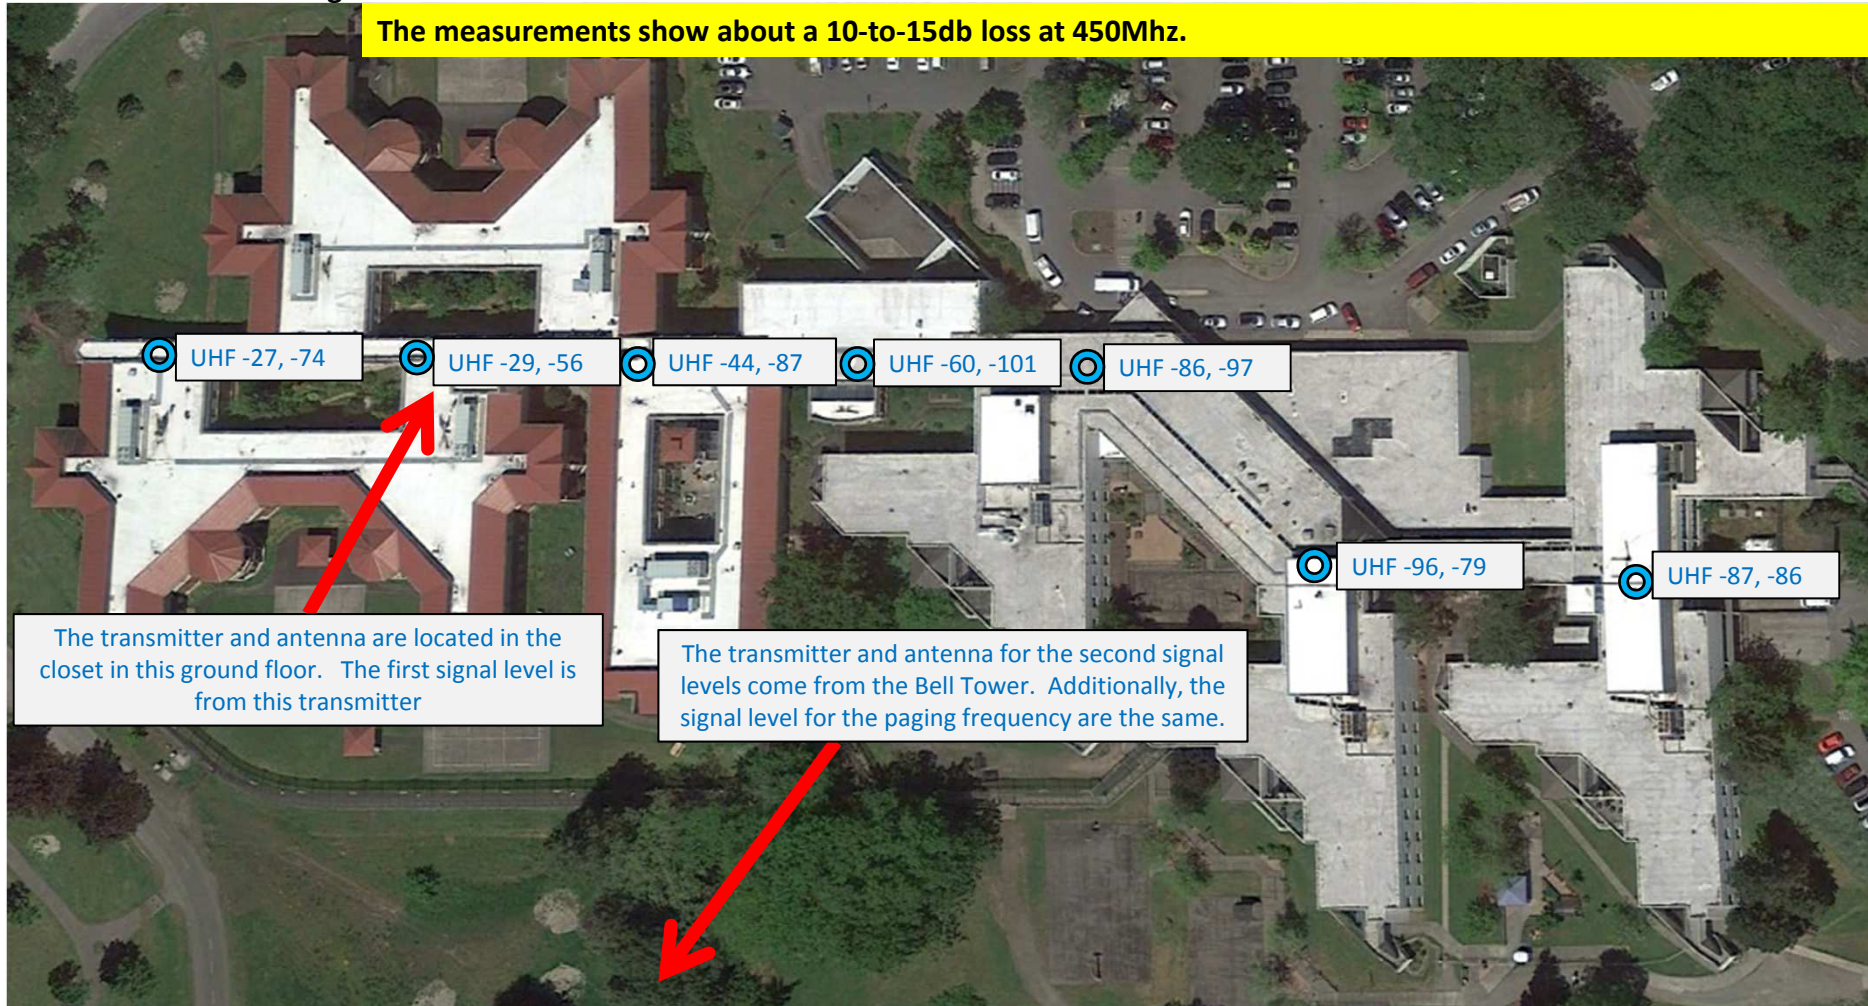 The measurements show about a 10-to-15db loss at 450Mhz.
UHF -27, -74
UHF -29, -56
UHF -44, -87
UHF -60, -101
UHF -86, -97
UHF -96, -79
UHF -87, -86
The transmitter and antenna are located in the
closet in this ground floor.   The first signal level is
from this transmitter
The transmitter and antenna for the second signal
levels come from the Bell Tower.  Additionally, the
signal level for the paging frequency are the same.